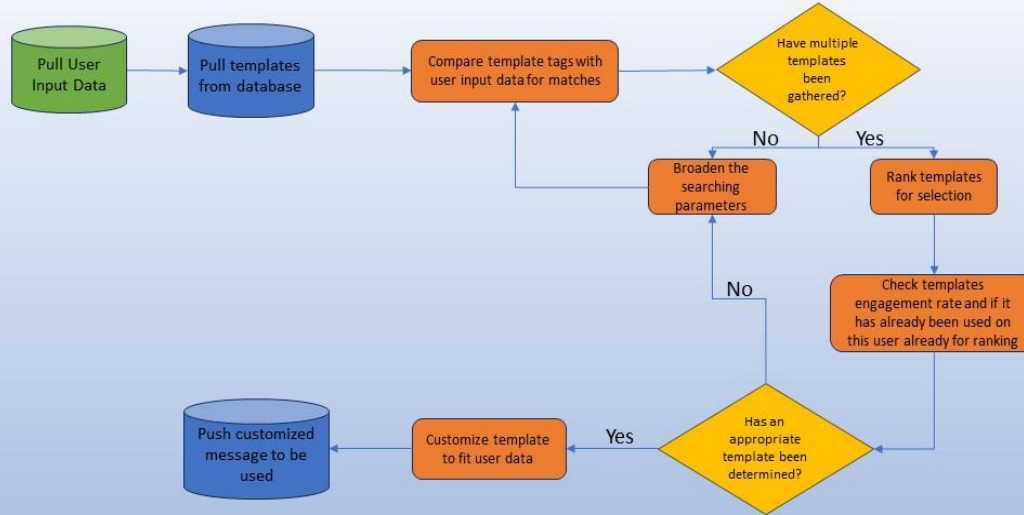 Pull User
Input Data
Pull templates
from database
Compare template tags with
user input data for matches
Have multiple
templates
been
gathered?
No
Yes
Broaden the
searching
parameters
Rank templates
for selection
Check templates
engagement rate and if it
has already been used on
this user already for ranking
No
Has an
appropriate
template been
determined?
Yes
Customize template
to fit user data
Push customized
message to be
used